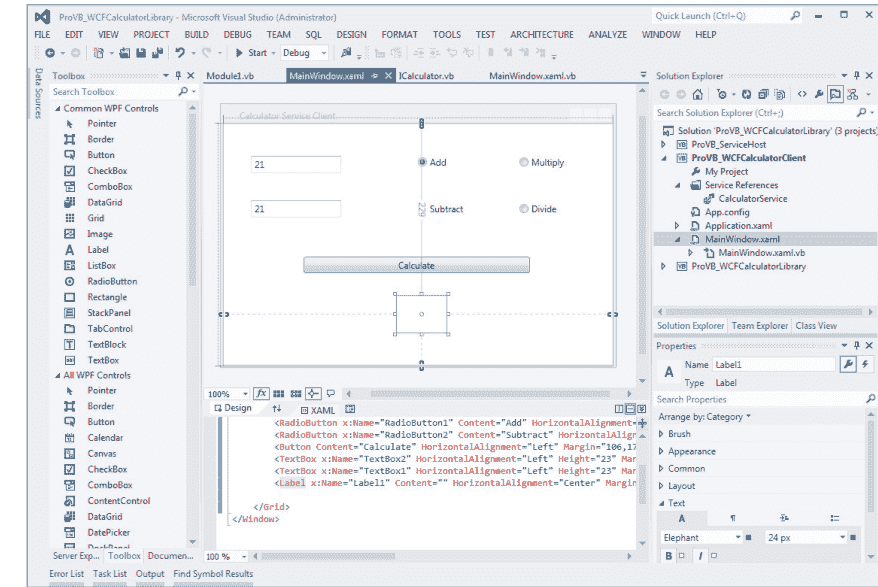 ProVB_WCFCalculatorLibrary - Microsoft Visual Studio (Administrator)
Quick Launch (Ctrl+Q)
FILE EDIT VIEW PROJECT BUILD DEBUG TEAM SQL DESIGN FORMAT TOOLS TEST ARCHITECTURE ANALYZE WINDOW HELP
Start Debug
Data Sources
Toolbox
Search Toolbox
Common WPF Controls
Pointer
Border
Button
CheckBox
ComboBox
DataGrid
Grid
Image
Label
ListBox
RadioButton
Rectangle
StackPanel
TabControl
TextBlock
TextBox
All WPF Controls
Pointer
Border
Button
Calendar
Canvas
CheckBox
ComboBox
ContentControl
DataGrid
DatePicker
DockPanel
Server Exp... Toolbox Documen...
Module1.vb MainWindow.xaml ICalculator.vb MainWindow.xaml.vb
Calculator Service Client
21
Add
Multiply
21
229
Subtract
Divide
Calculate
100%
Design XAML
<RadioButton x:Name="RadioButton1" Content="Add" HorizontalAlignment=
<RadioButton x:Name="RadioButton2" Content="Subtract" HorizontalAlign
<Button Content="Calculate" HorizontalAlignment="Left" Margin="106,17
<TextBox x:Name="TextBox2" HorizontalAlignment="Left" Height="23" Mar
<TextBox x:Name="TextBox1" HorizontalAlignment="Left" Height="23" Mar
<Label x:Name="Label1" Content="" HorizontalAlignment="Center" Margin
</Grid>
</Window>
100 %
Solution Explorer
Search Solution Explorer (Ctrl+;)
Solution 'ProVB_WCFCalculatorLibrary' (3 projects)
ProVB_ServiceHost
ProVB_WCFCalculatorClient
My Project
Service References
CalculatorService
App.config
Application.xaml
MainWindow.xaml
MainWindow.xaml.vb
ProVB_WCFCalculatorLibrary
Solution Explorer Team Explorer Class View
Properties
Name Label1
Type Label
Search Properties
Arrange by: Category
Brush
Appearance
Common
Layout
Text
A
Elephant
24 px
B I
Error List Task List Output Find Symbol Results